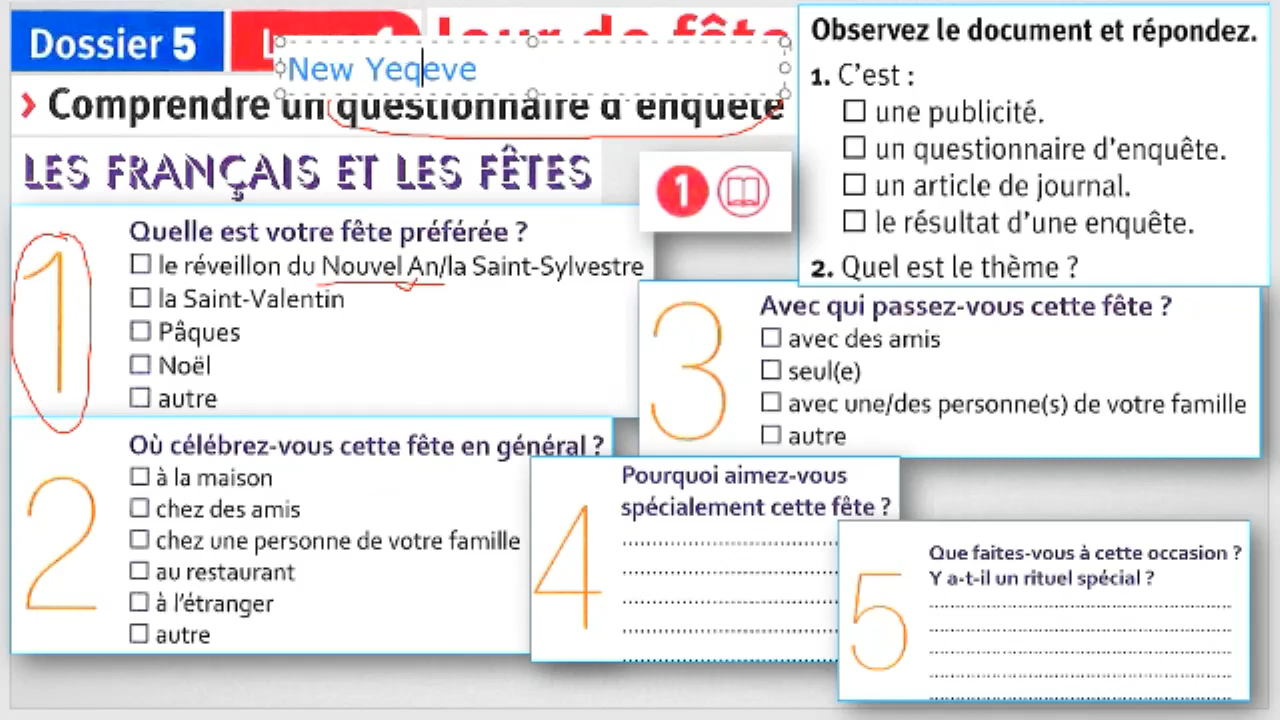 Dossier 5
Jour de fête
New Yeqeve
› Comprendre un questionnaire d'enquête
LES FRANÇAIS ET LES FÊTES
1
1
Quelle est votre fête préférée ?
le réveillon du Nouvel An/la Saint-Sylvestre
la Saint-Valentin
Pâques
Noël
autre
2
Où célébrez-vous cette fête en général ?
à la maison
chez des amis
chez une personne de votre famille
au restaurant
à l'étranger
autre
Observez le document et répondez.
1. C'est :
une publicité.
un questionnaire d'enquête.
un article de journal.
le résultat d'une enquête.
2. Quel est le thème ?
3
Avec qui passez-vous cette fête ?
avec des amis
seul(e)
avec une/des personne(s) de votre famille
autre
4
Pourquoi aimez-vous
spécialement cette fête ?
5
Que faites-vous à cette occasion ?
Y a-t-il un rituel spécial ?